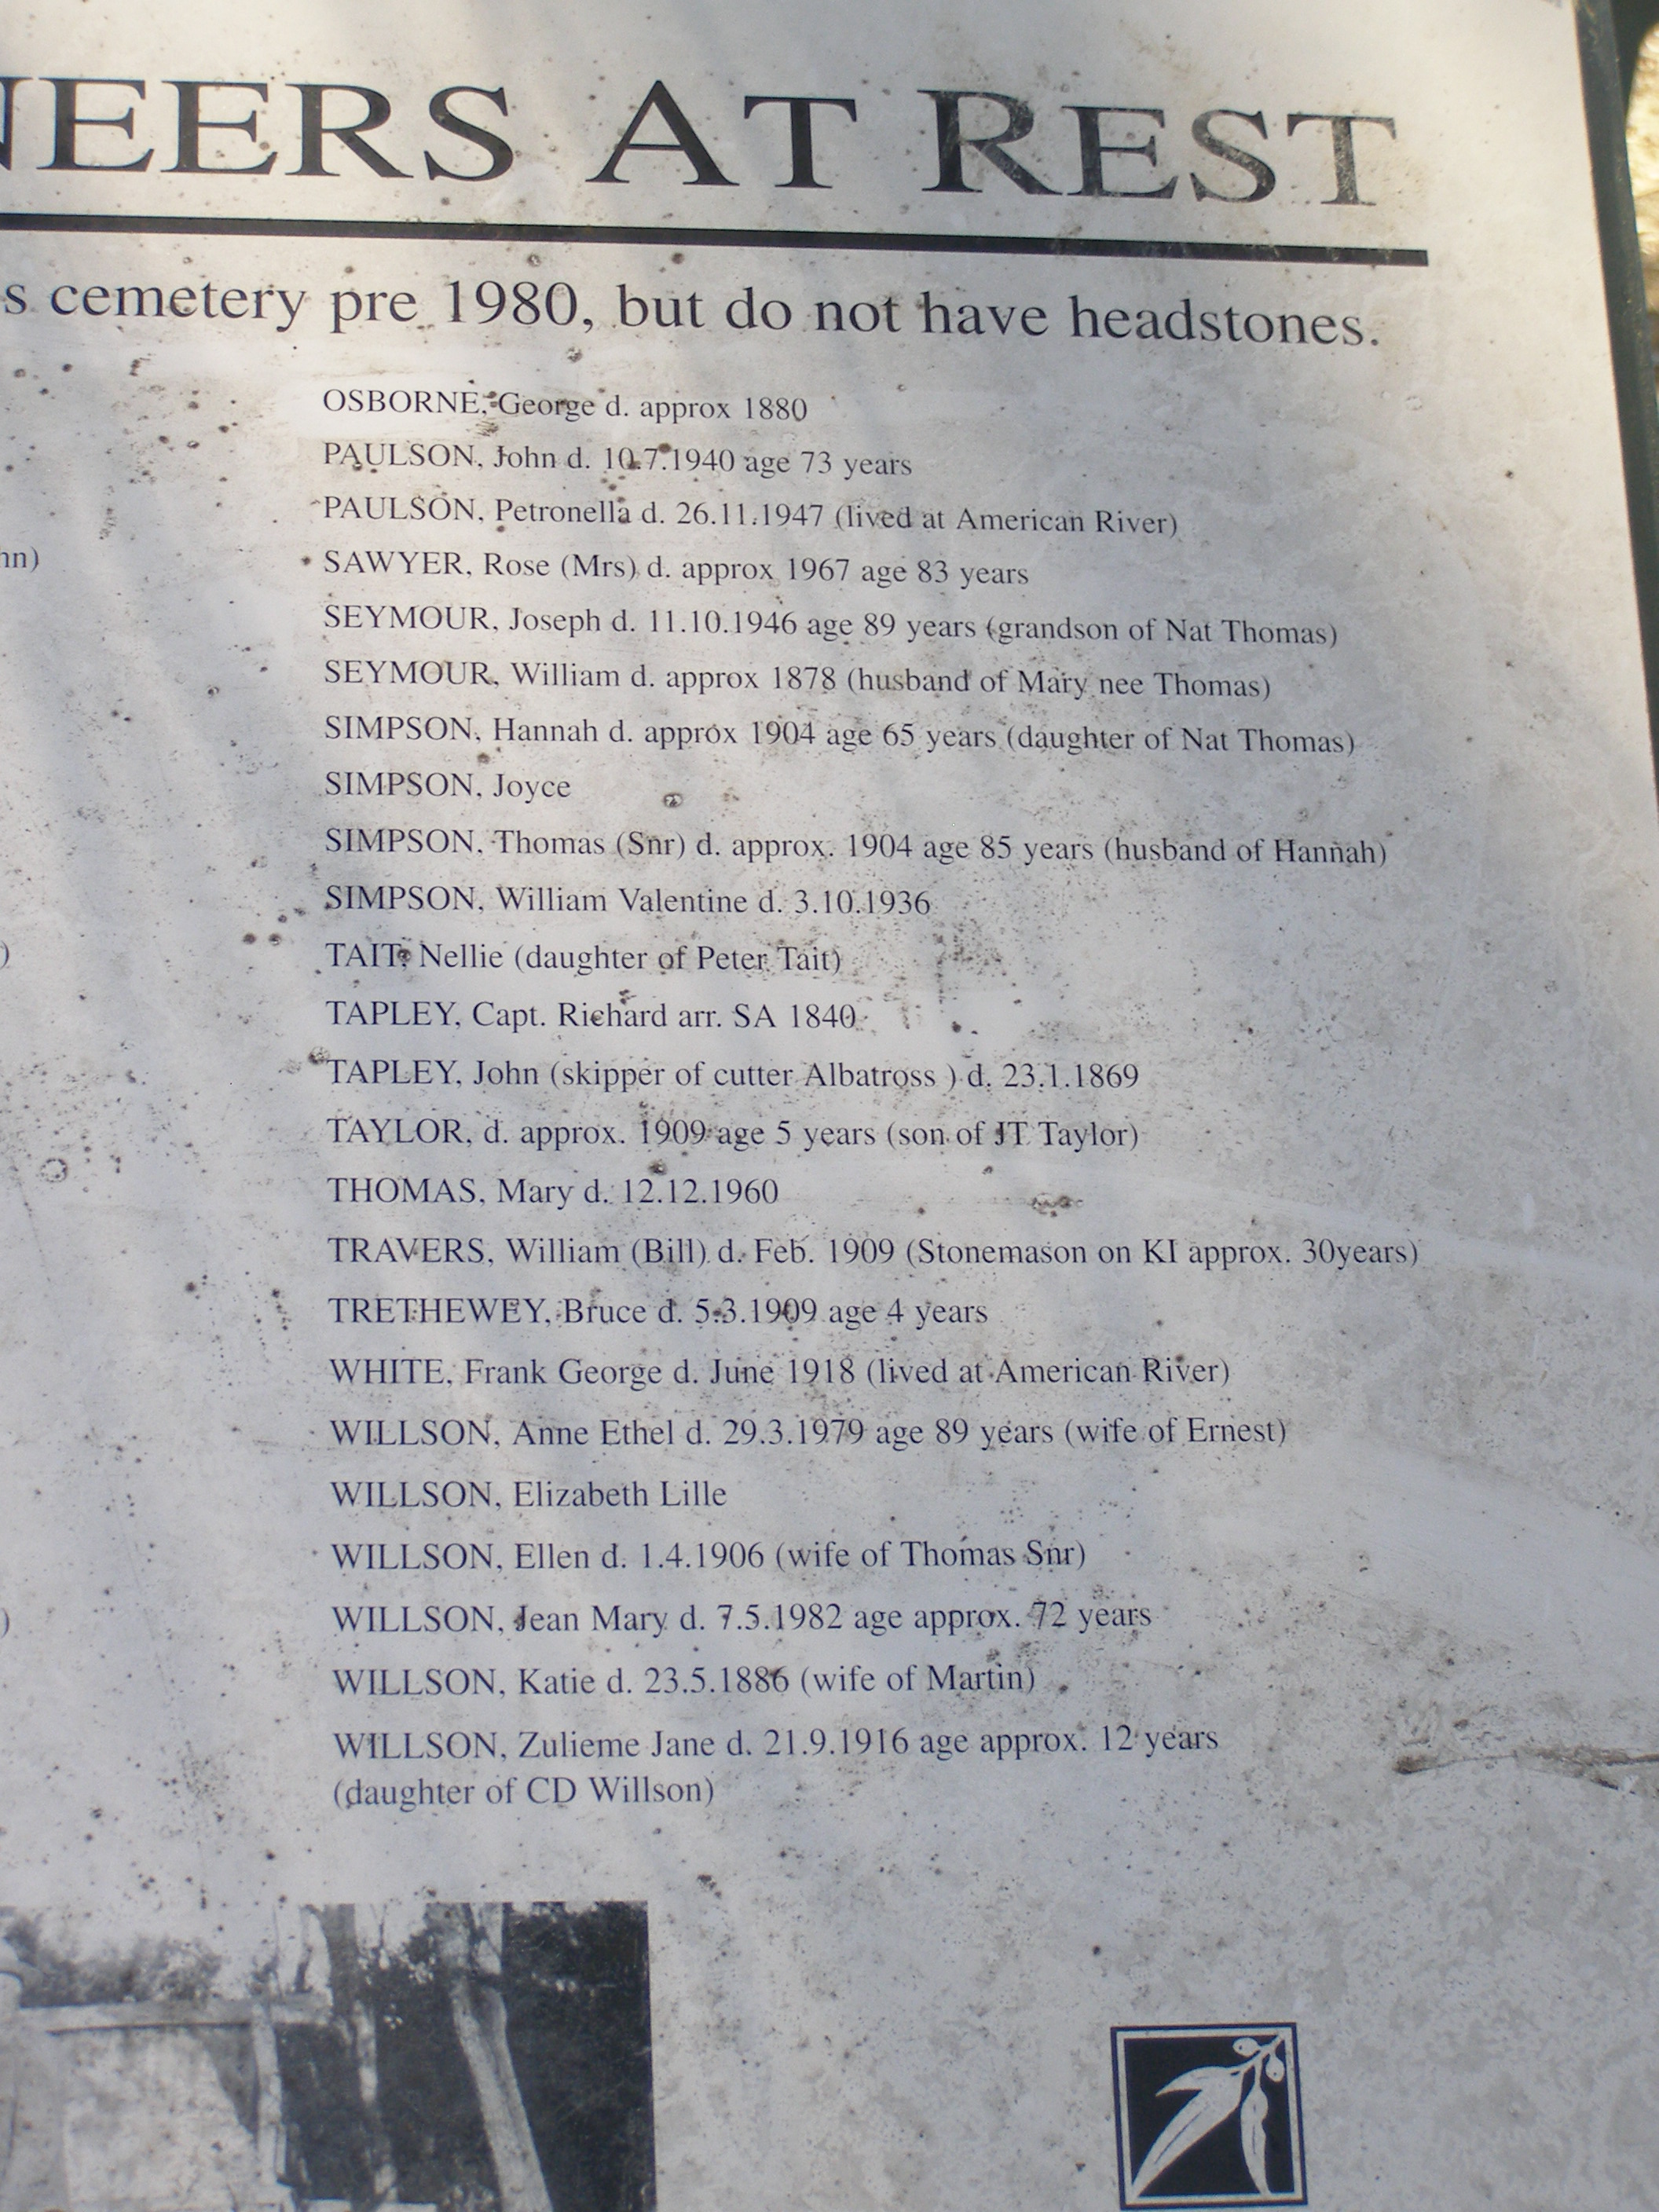 NEERS AT REST
s cemetery pre 1980, but do not have headstones.
OSBORNE, George d. approx 1880
PAULSON, John d. 10.7.1940 age 73 years
PAULSON, Petronella d. 26.11.1947 (lived at American River)
hn)
SAWYER, Rose (Mrs) d. approx 1967 age 83 years
SEYMOUR, Joseph d. 11.10.1946 age 89 years (grandson of Nat Thomas)
SEYMOUR, William d. approx 1878 (husband of Mary nee Thomas)
SIMPSON, Hannah d. approx 1904 age 65 years (daughter of Nat Thomas)
SIMPSON, Joyce
SIMPSON, Thomas (Snr) d. approx. 1904 age 85 years (husband of Hannah)
SIMPSON, William Valentine d. 3.10.1936
)
TAIT, Nellie (daughter of Peter Tait)
TAPLEY, Capt. Richard arr. SA 1840
TAPLEY, John (skipper of cutter Albatross ) d. 23.1.1869
TAYLOR, d. approx. 1909 age 5 years (son of JT Taylor)
THOMAS, Mary d. 12.12.1960
TRAVERS, William (Bill) d. Feb. 1909 (Stonemason on KI approx. 30years)
TRETHEWEY, Bruce d. 5.3.1909 age 4 years
WHITE, Frank George d. June 1918 (lived at American River)
WILLSON, Anne Ethel d. 29.3.1979 age 89 years (wife of Ernest)
WILLSON, Elizabeth Lille
WILLSON, Ellen d. 1.4.1906 (wife of Thomas Snr)
)
WILLSON, Jean Mary d. 7.5.1982 age approx. 72 years
WILLSON, Katie d. 23.5.1886 (wife of Martin)
WILLSON, Zulieme Jane d. 21.9.1916 age approx. 12 years
(daughter of CD Willson)